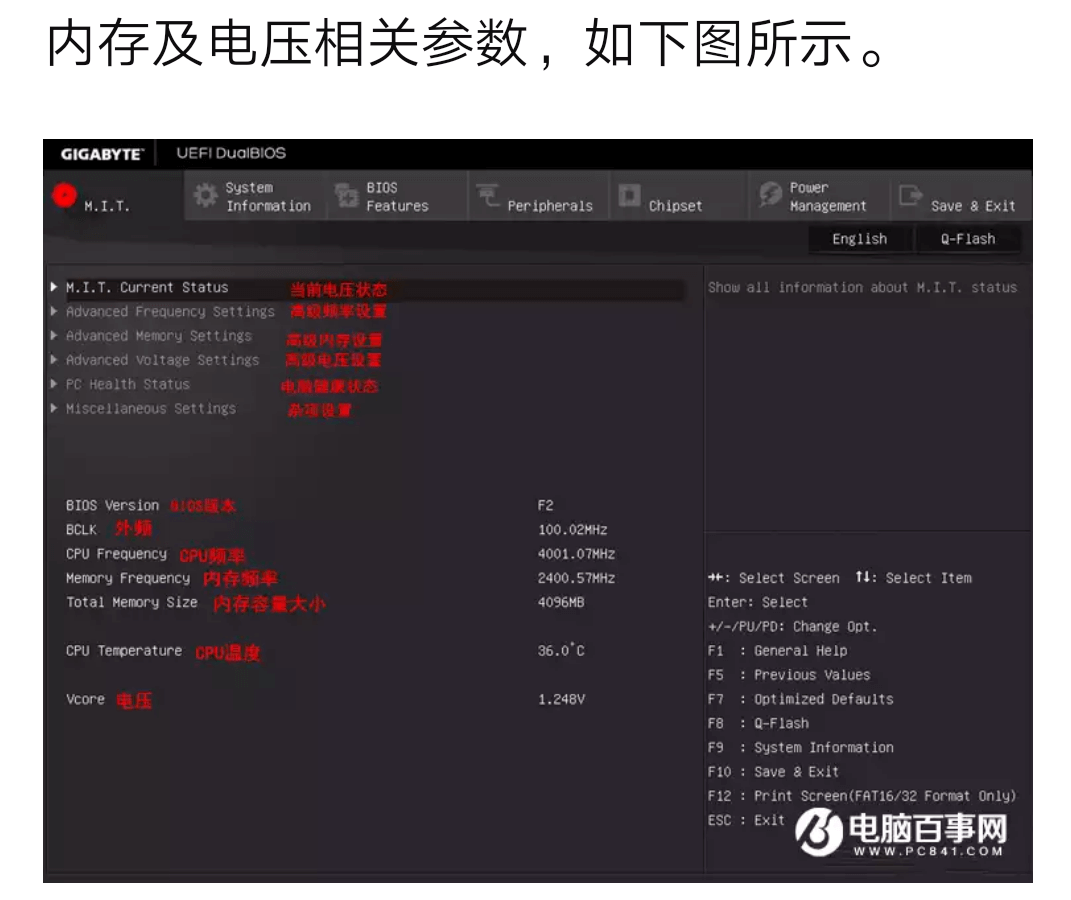 内存及电压相关参数，如下图所示。
GIGABYTE™ UEFI DualBIOS
M.I.T. System Information BIOS Features Peripherals Chipset Power Management Save & Exit
English Q-Flash
M.I.T. Current Status 当前电压状态 Show all information about M.I.T. status
Advanced Frequency Settings 高级频率设置
Advanced Memory Settings 高级内存设置
Advanced Voltage Settings 高级电压设置
PC Health Status 电脑健康状态
Miscellaneous Settings 杂项设置
BIOS Version BIOS版本 F2
BCLK 外频 100.02MHz
CPU Frequency CPU频率 4001.07MHz
Memory Frequency 内存频率 2400.57MHz
Total Memory Size 内存容量大小 4096MB
CPU Temperature CPU温度 36.0°C
Vcore 电压 1.248V
→←: Select Screen ↑↓: Select Item
Enter: Select
+/-/PU/PD: Change Opt.
F1 : General Help
F5 : Previous Values
F7 : Optimized Defaults
F8 : Q-Flash
F9 : System Information
F10 : Save & Exit
F12 : Print Screen(FAT16/32 Format Only)
ESC : Exit
电脑百事网
WWW.PC841.COM